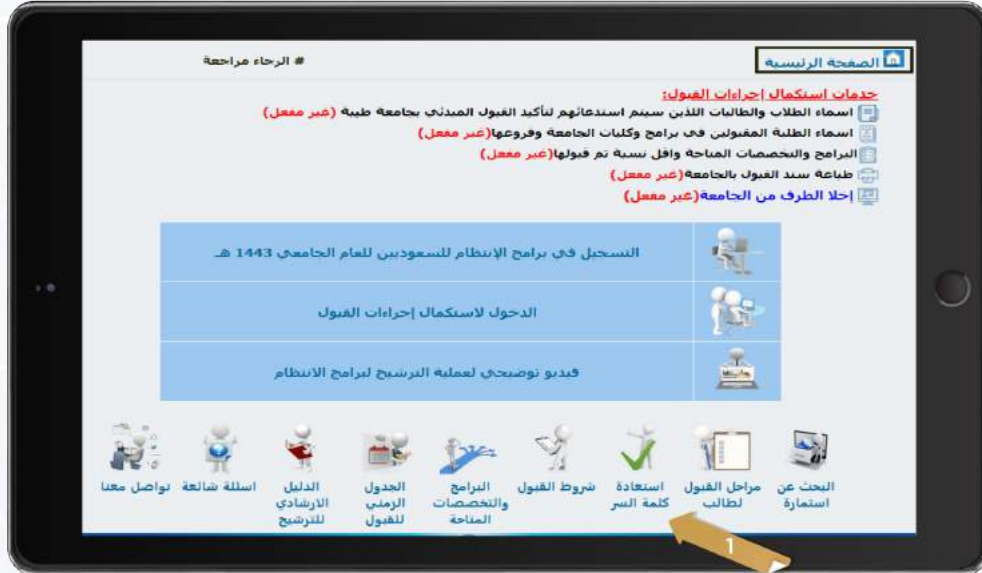 الصفحة الرئيسية
# الرجاء مراجعة
خدمات استكمال إجراءات القبول:
اسماء الطلاب والطالبات اللذين سيتم استدعائهم لتأكيد القبول المبدئي بجامعة طيبة (غير مفعل)
اسماء الطلبة المقبولين في برامج وكليات الجامعة وفروعها(غير مفعل)
البرامج والتخصصات المتاحة واقل نسبة تم قبولها(غير مفعل)
طباعة سند القبول بالجامعة(غير مفعل)
إخلا الطرف من الجامعة(غير مفعل)
التسجيل في برامج الإنتظام للسعوديين للعام الجامعي 1443 هـ
الدخول لاستكمال إجراءات القبول
فيديو توضيحي لعملية الترشيح لبرامج الانتظام
البحث عن استمارة
مراحل القبول لطالب
استعادة كلمة السر
شروط القبول
البرامج والتخصصات المتاحة
الجدول الزمني للقبول
الدليل الارشادي للترشيح
اسئلة شائعة
تواصل معنا
1